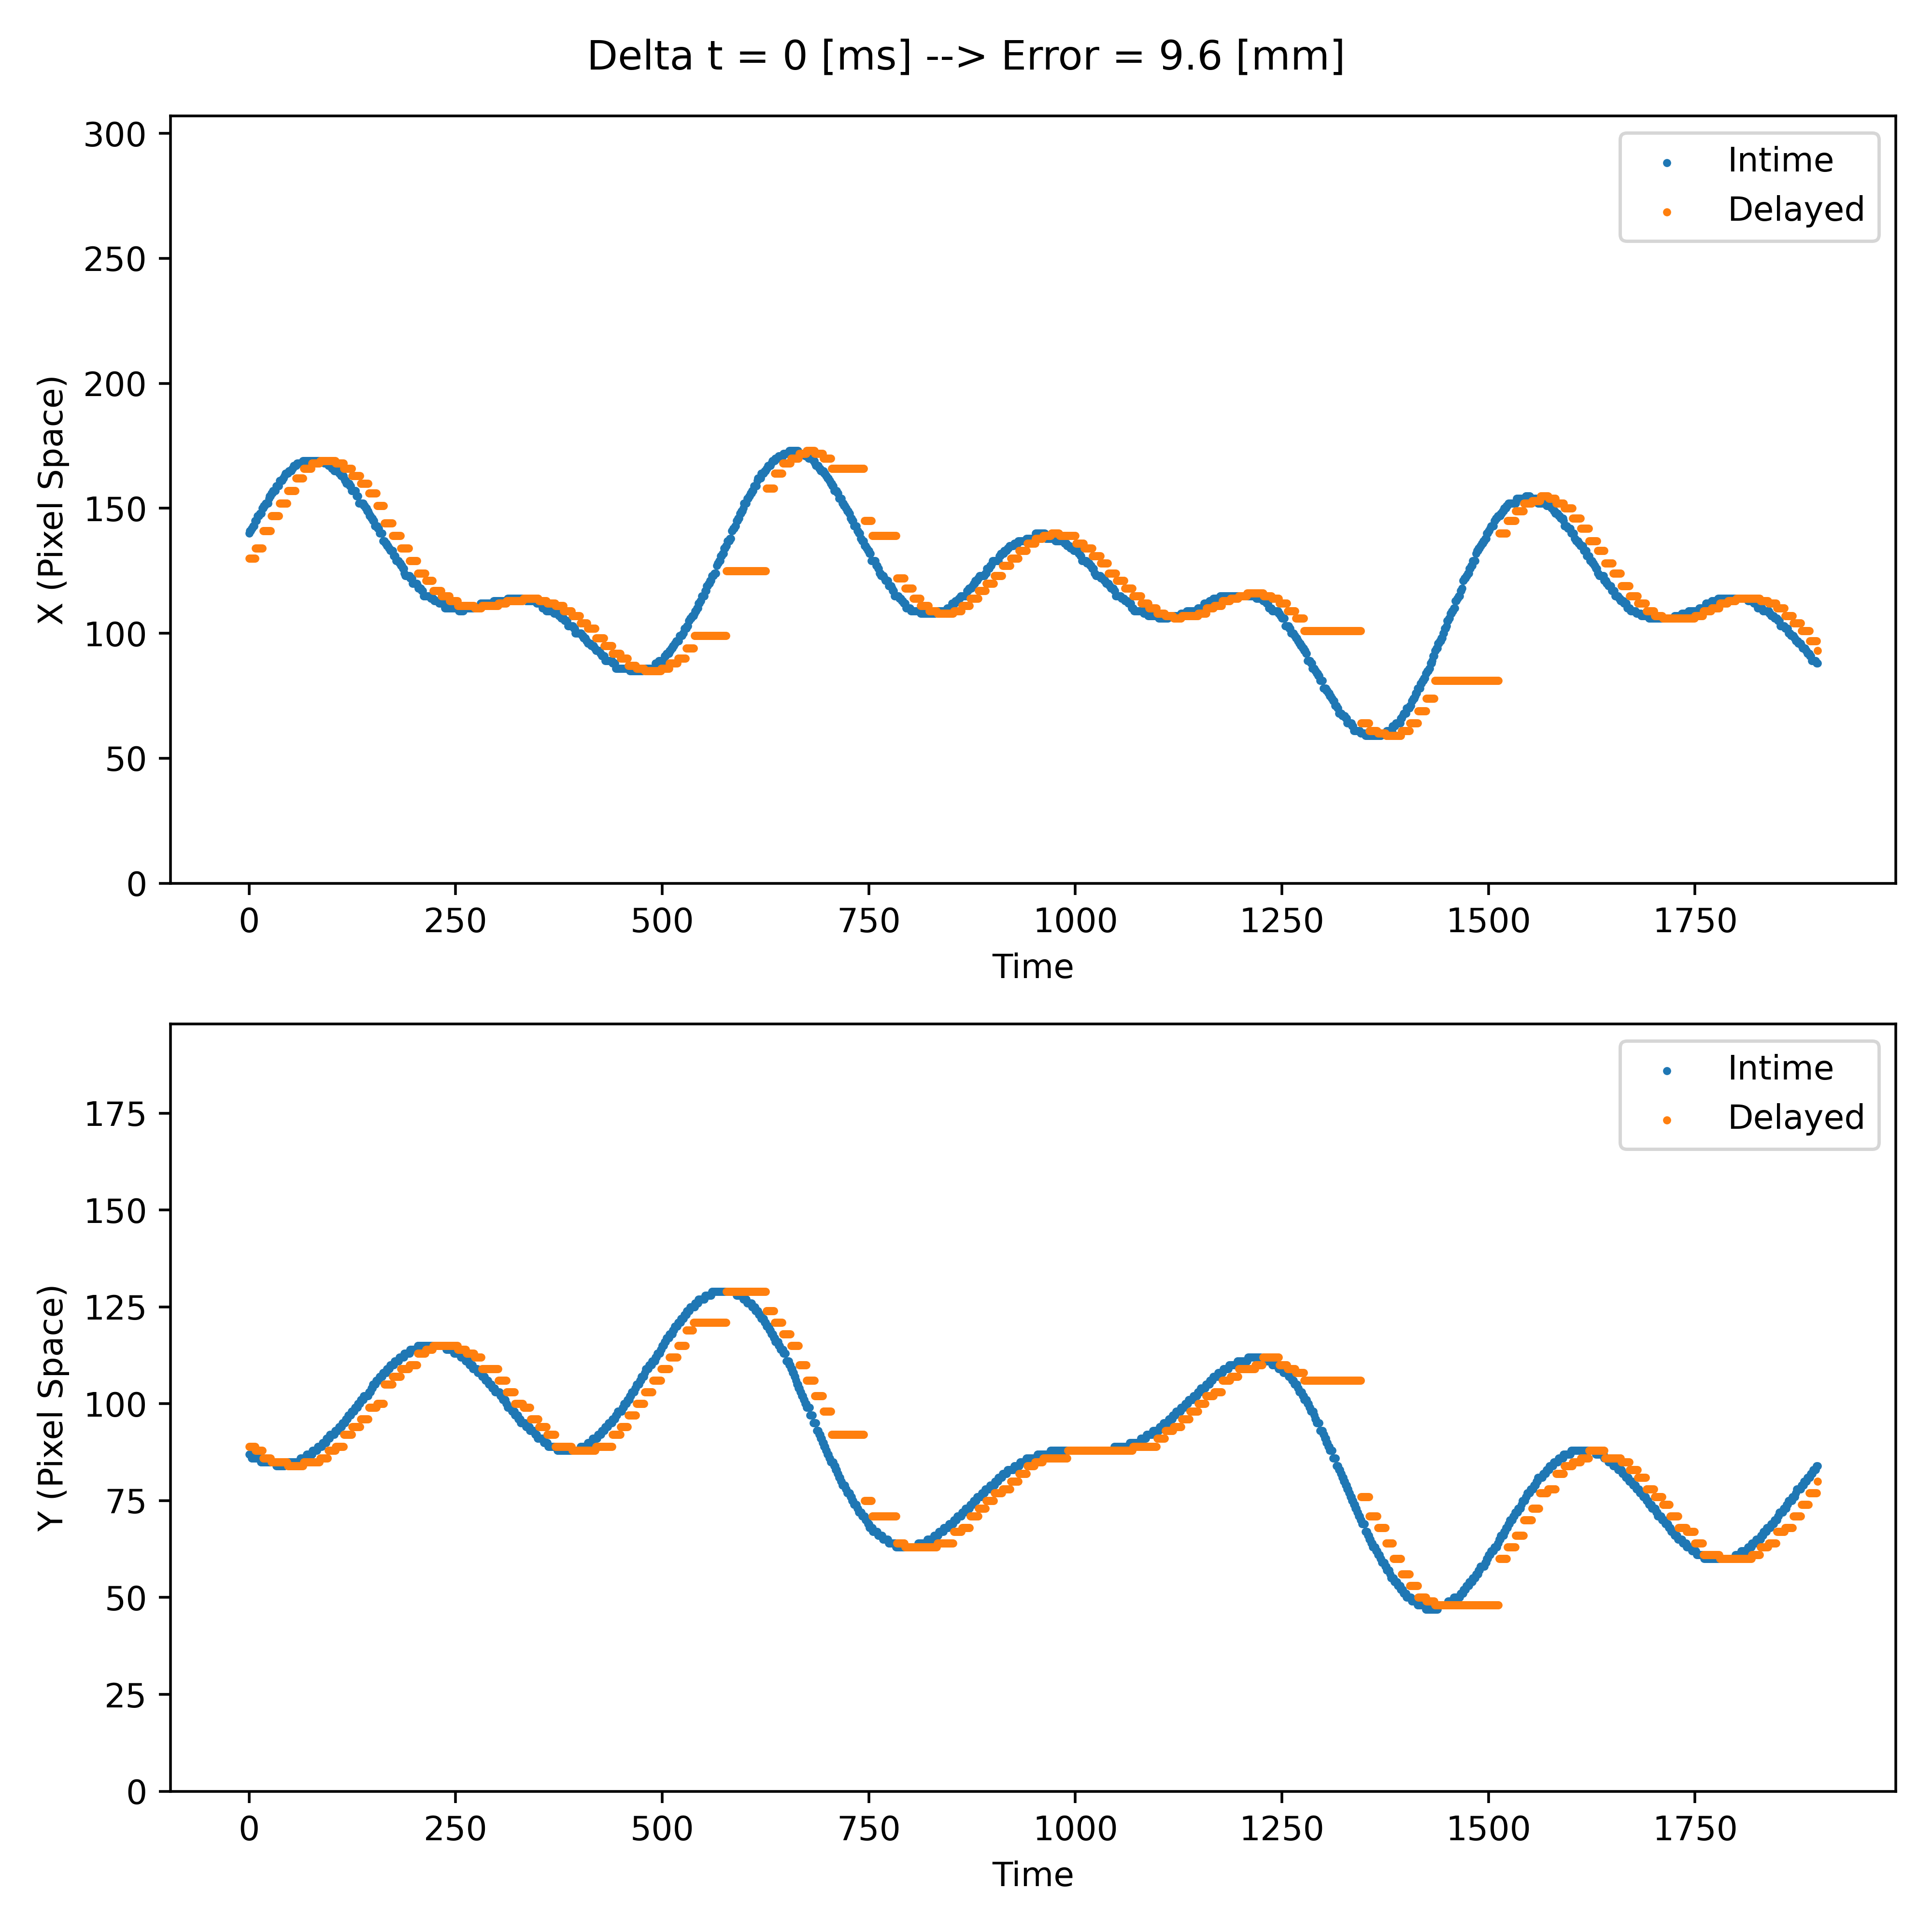 Delta t = 0 [ms] --> Error = 9.6 [mm]
300
250
200
150
100
50
0
X (Pixel Space)
Intime
Delayed
0 250 500 750 1000 1250 1500 1750
Time
175
150
125
100
75
50
25
0
Y (Pixel Space)
Intime
Delayed
0 250 500 750 1000 1250 1500 1750
Time